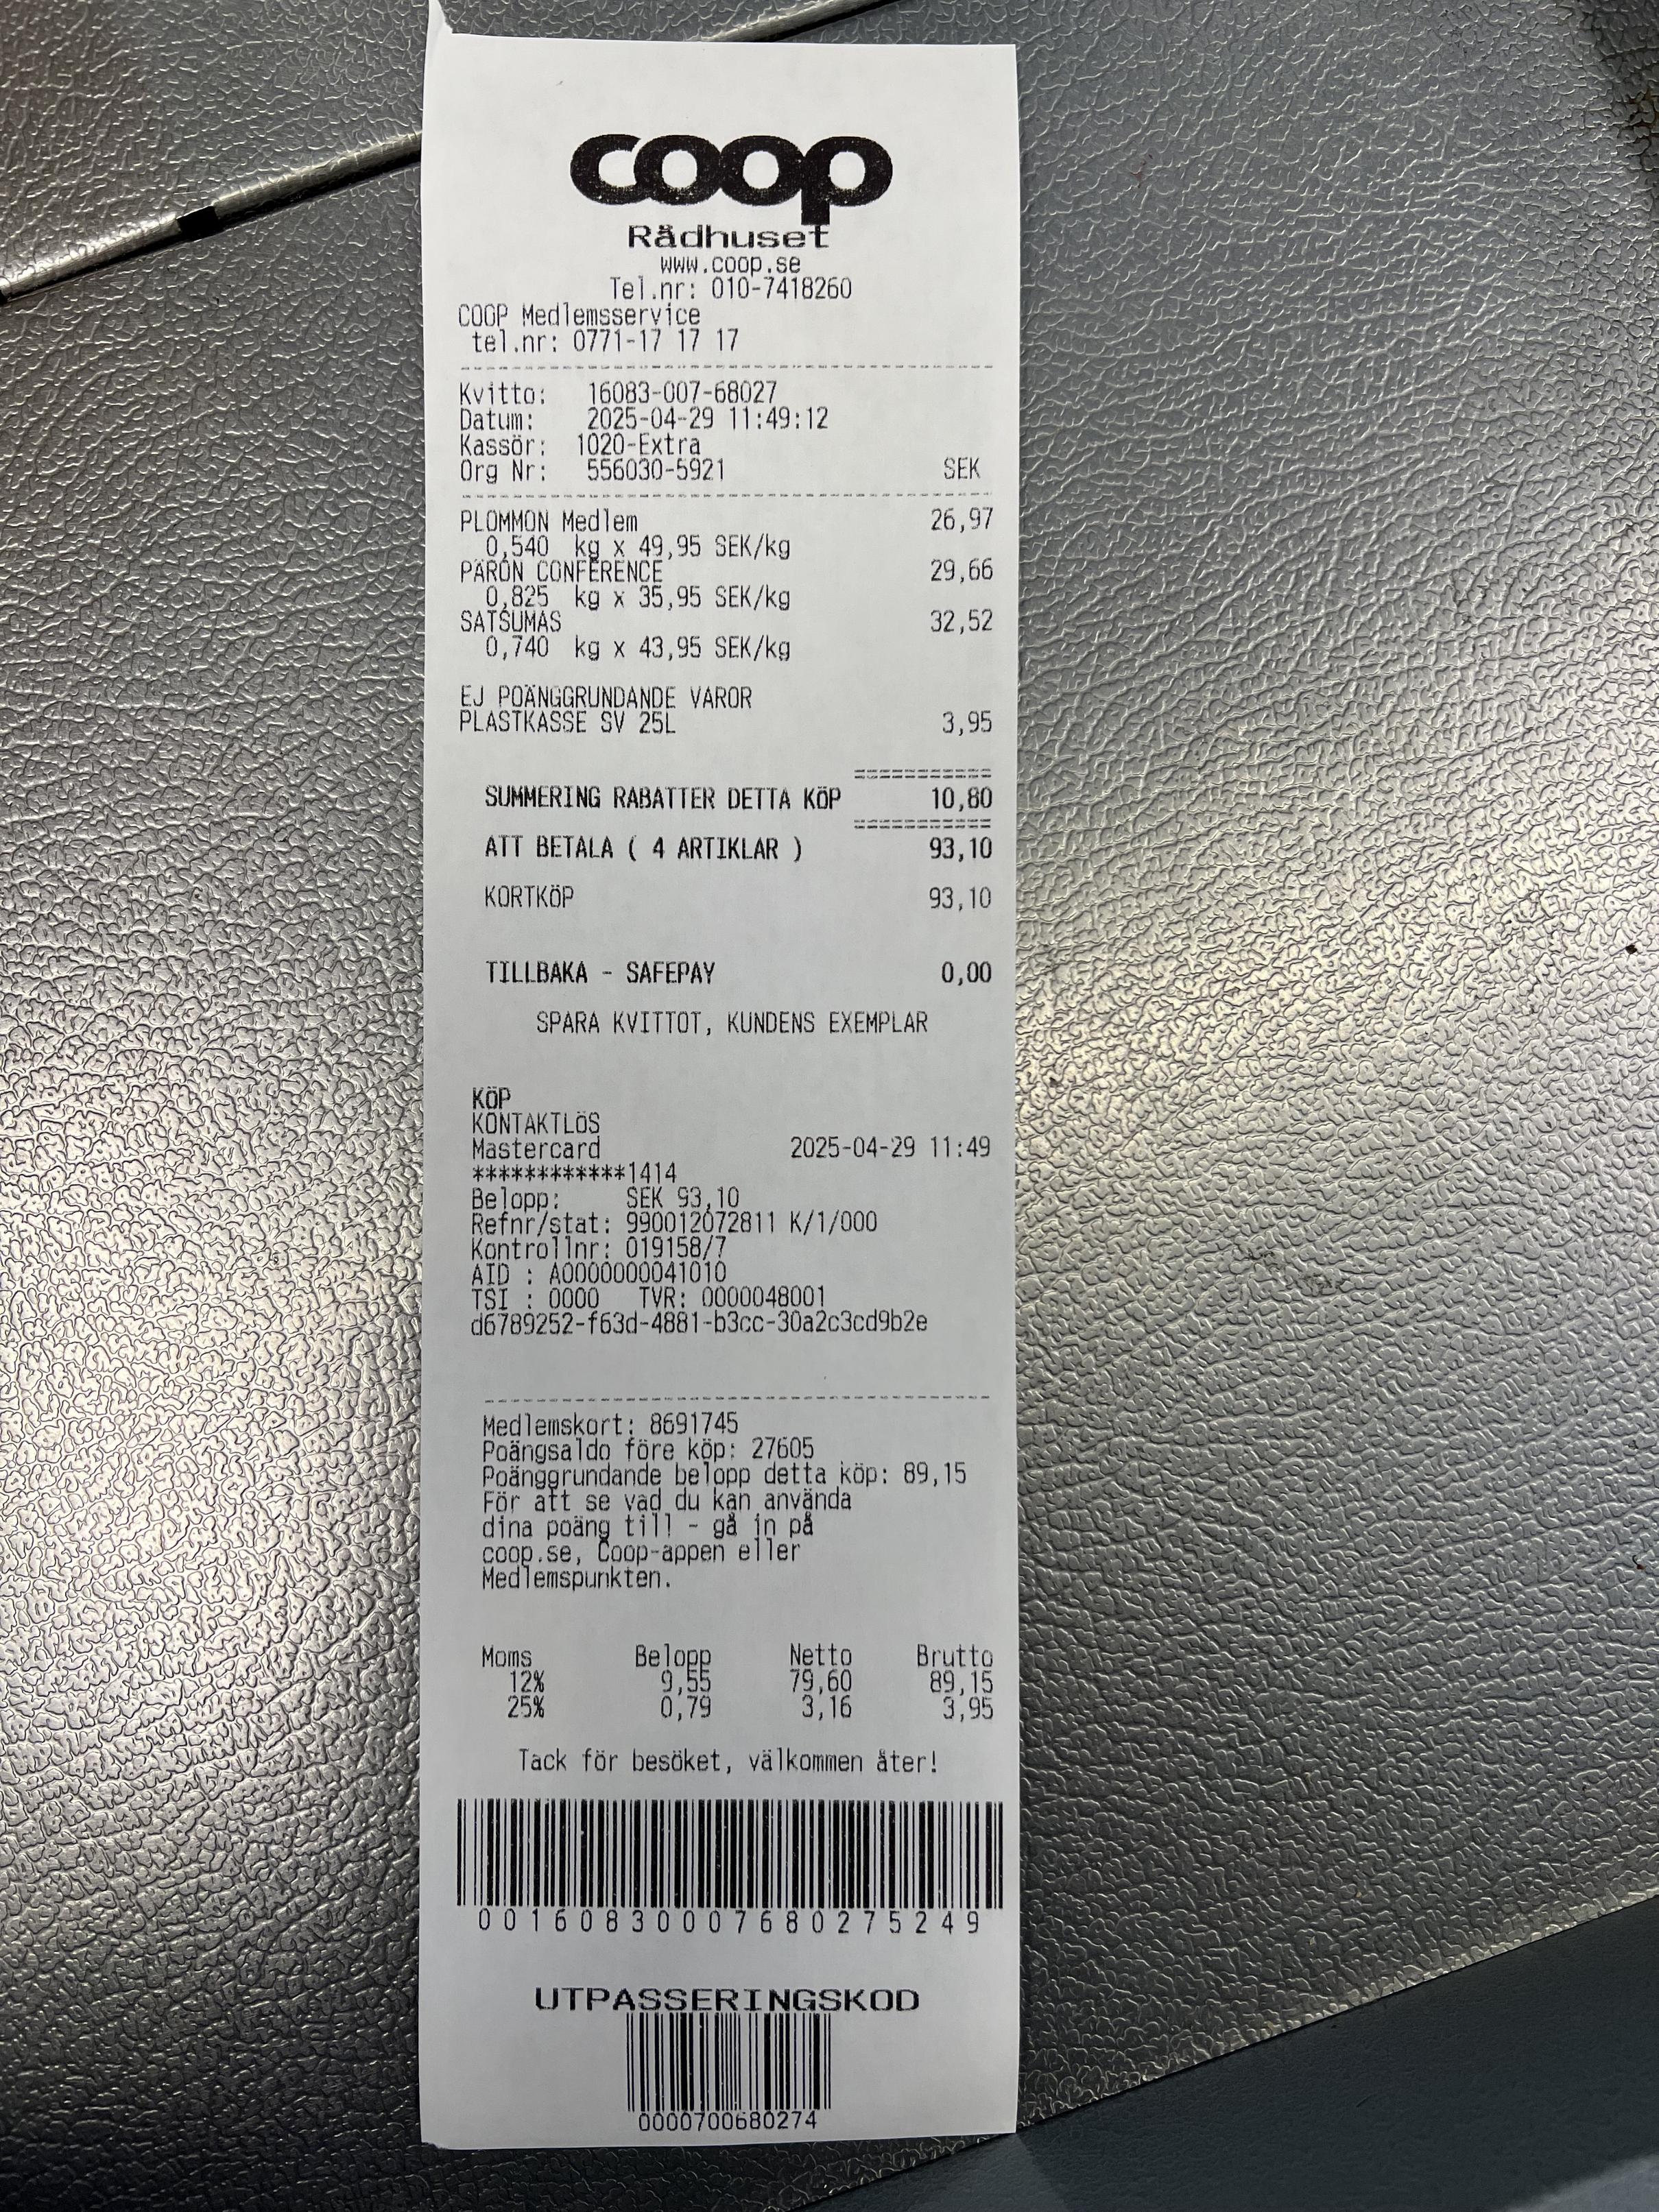 coop
Rådhuset
www.coop.se
Tel.nr: 010-7418260
COOP Medlemsservice
tel.nr: 0771-17 17 17
Kvitto: 16083-007-68027
Datum: 2025-04-29 11:49:12
Kassör: 1020-Extra
Org Nr: 556030-5921 SEK
PLOMMON Medlem 26,97
0,540 kg x 49,95 SEK/kg
PÄRON CONFERENCE 29,66
0,825 kg x 35,95 SEK/kg
SATSUMAS 32,52
0,740 kg x 43,95 SEK/kg
EJ POÄNGGRUNDANDE VAROR
PLASTKASSE SV 25L 3,95
==========
SUMMERING RABATTER DETTA KÖP 10,80
==========
ATT BETALA ( 4 ARTIKLAR ) 93,10
KORTKÖP 93,10
TILLBAKA - SAFEPAY 0,00
SPARA KVITTOT, KUNDENS EXEMPLAR
KÖP
KONTAKTLÖS
Mastercard 2025-04-29 11:49
************1414
Belopp: SEK 93,10
Refnr/stat: 990012072811 K/1/000
Kontrollnr: 019158/7
AID : A0000000041010
TSI : 0000 TVR: 0000048001
d6789252-f63d-4881-b3cc-30a2c3cd9b2e
Medlemskort: 8691745
Poängsaldo före köp: 27605
Poänggrundande belopp detta köp: 89,15
För att se vad du kan använda
dina poäng till - gå in på
coop.se, Coop-appen eller
Medlemspunkten.
Moms Belopp Netto Brutto
12% 9,55 79,60 89,15
25% 0,79 3,16 3,95
Tack för besöket, välkommen åter!
00160830007680275249
UTPASSERINGSKOD
0000700680274